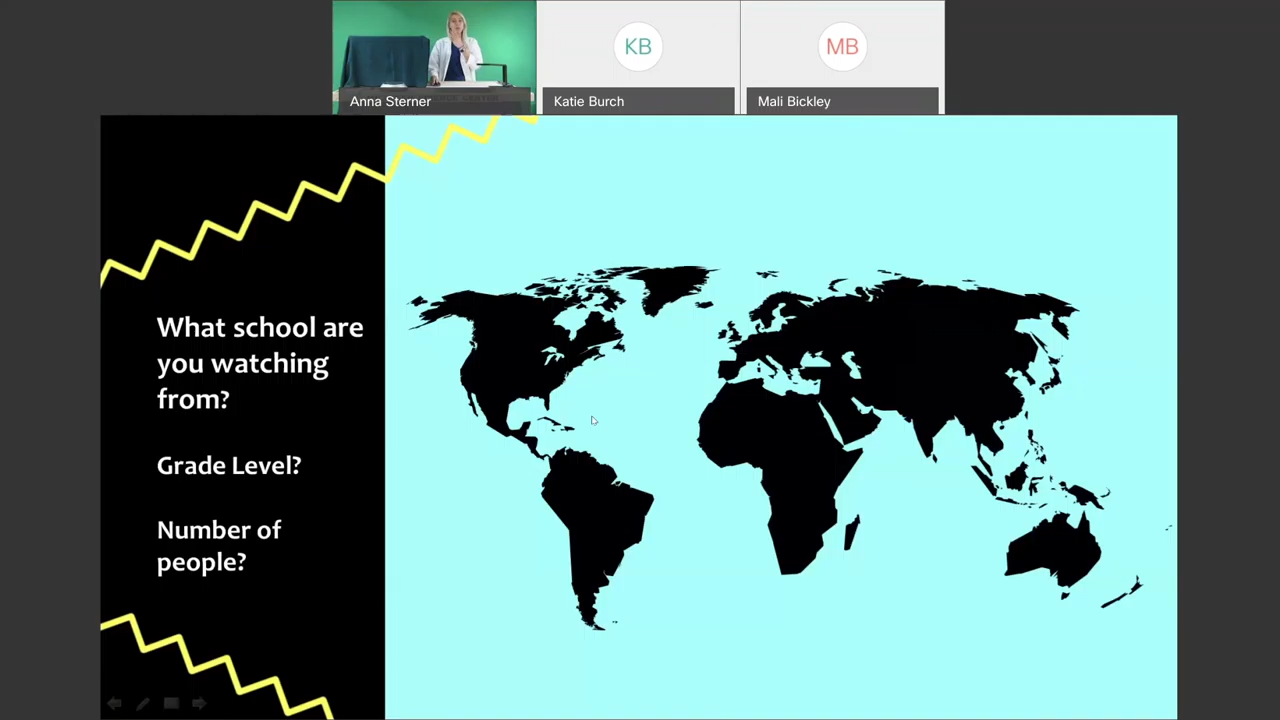 KB
MB
Anna Sterner
Katie Burch
Mali Bickley
What school are
you watching
from?
Grade Level?
Number of
people?